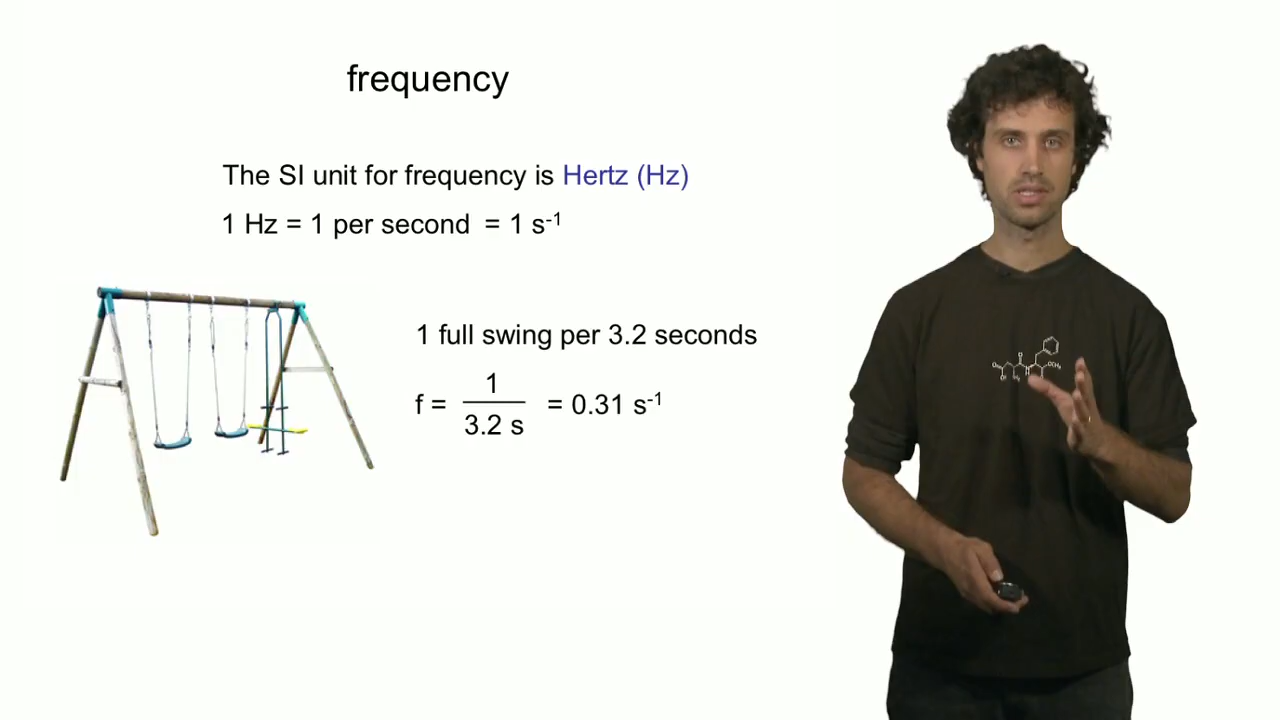 frequency
The SI unit for frequency is Hertz (Hz)
1 Hz = 1 per second = 1 s⁻¹
1 full swing per 3.2 seconds
f = 1 / 3.2 s = 0.31 s⁻¹